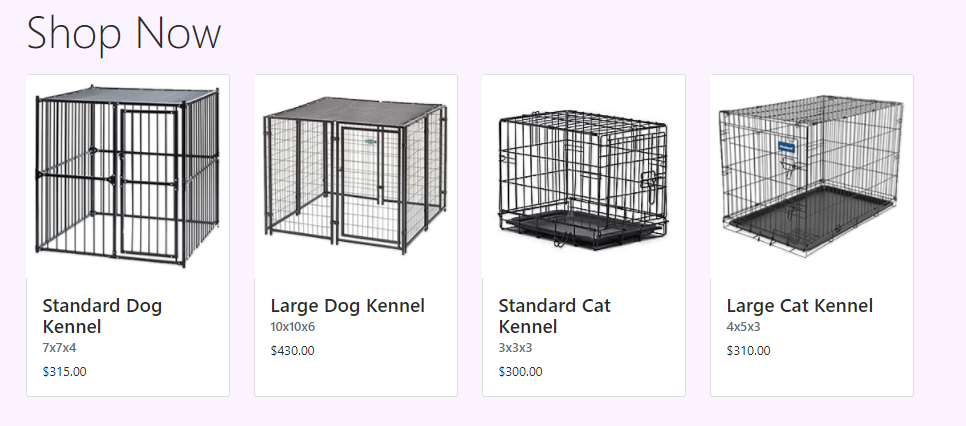 Shop Now
Standard Dog
Kennel
7x7x4
$315.00
Large Dog Kennel
10x10x6
$430.00
Standard Cat
Kennel
3x3x3
$300.00
Large Cat Kennel
4x5x3
$310.00